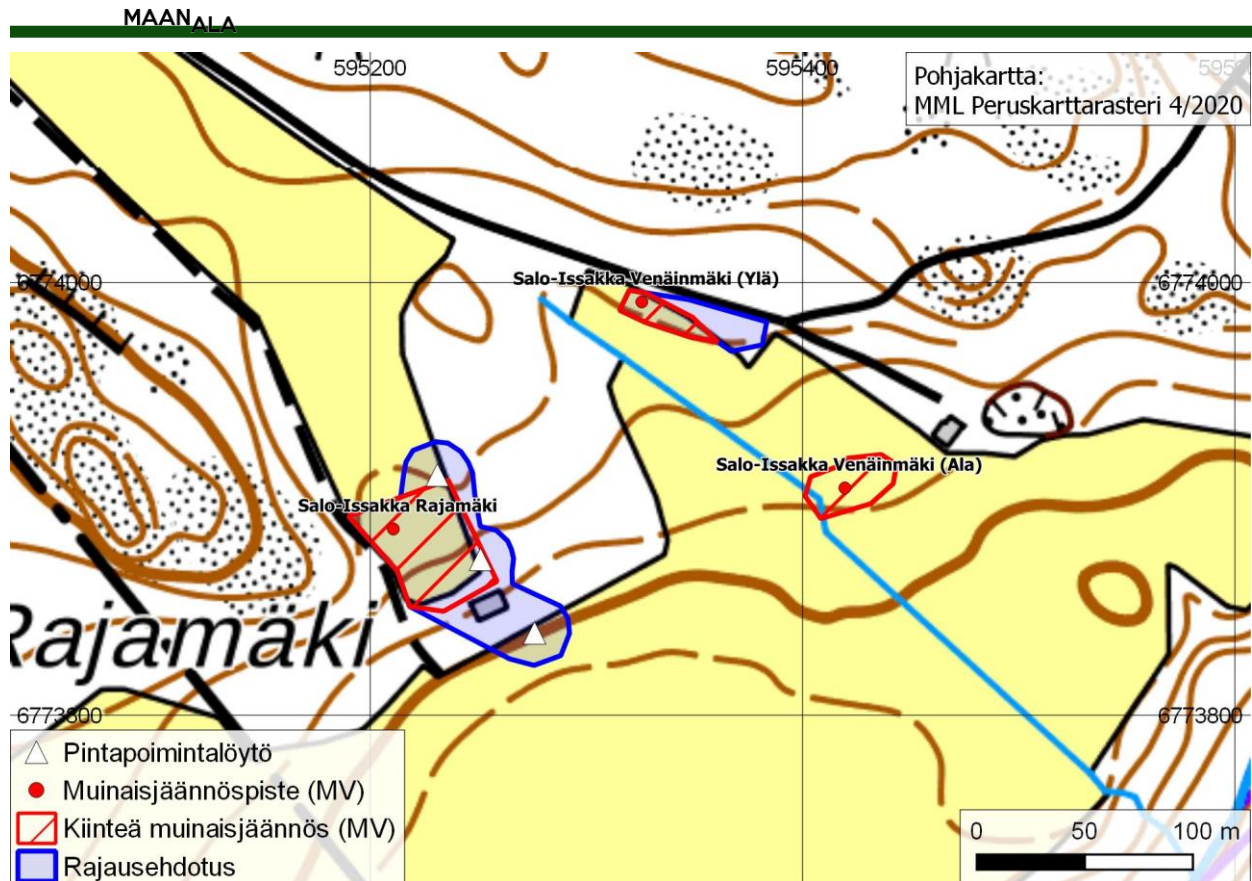 MAANALA
595200
595400
Pohjakartta:
MML Peruskarttarasteri 4/2020
6774000
Salo-Issakka Venäinmäki (Ylä)
6774000
Salo-Issakka Venäinmäki (Ala)
Salo-Issakka Rajamäki
Rajamäki
6773800
6773800
Pintapoimintalöytö
Muinaisjäännöspiste (MV)
Kiinteä muinaisjäännös (MV)
Rajausehdotus
0 50 100 m